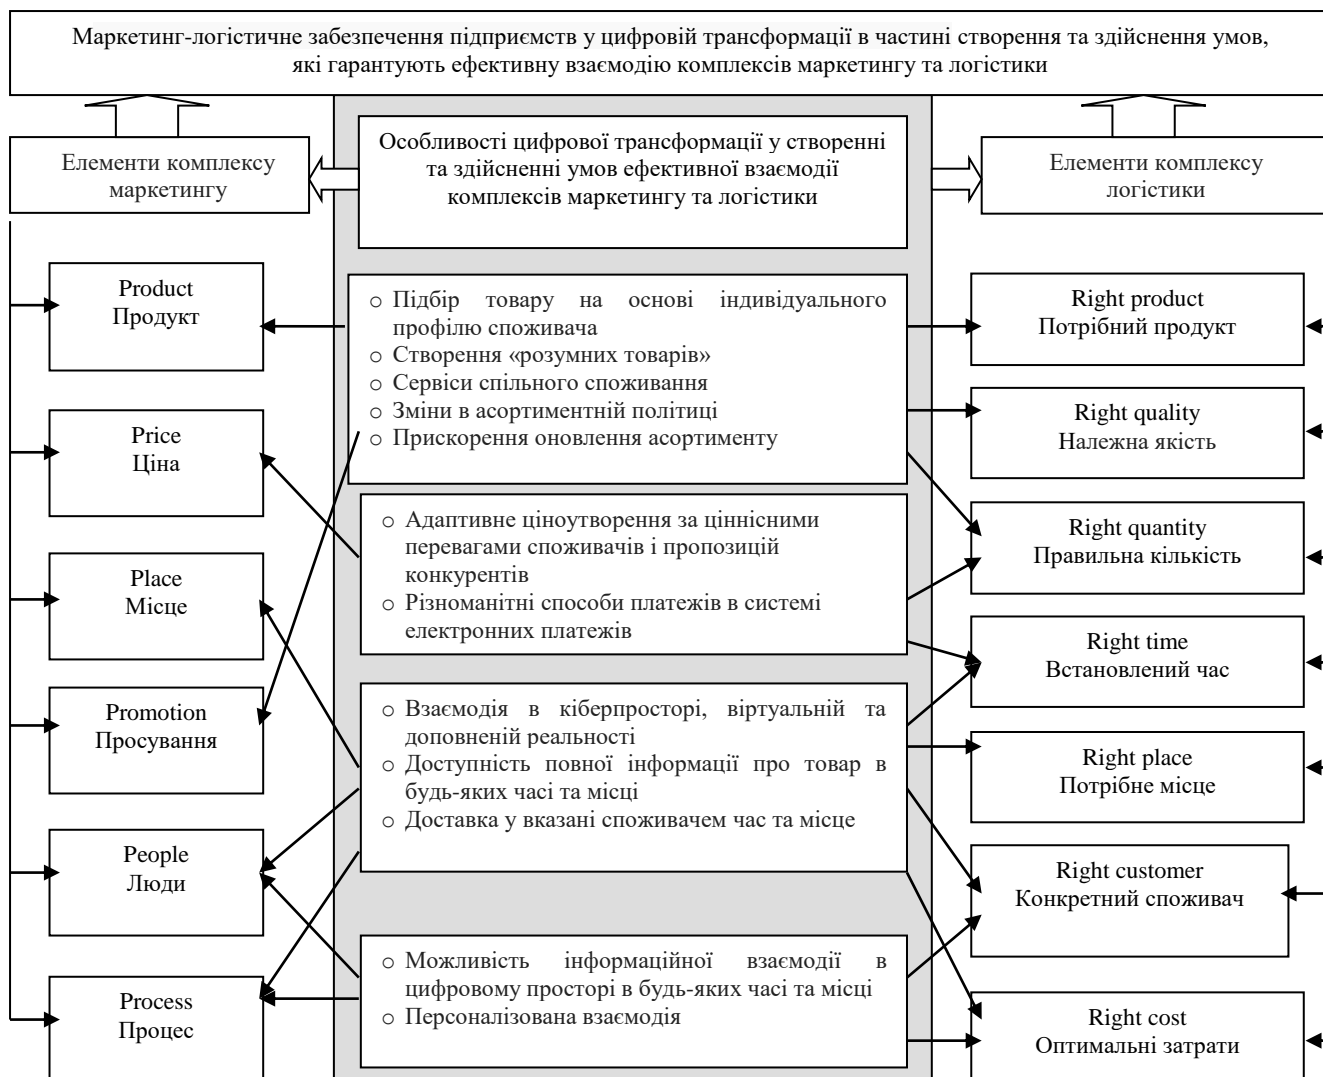 Маркетинг-логістичне забезпечення підприємств у цифровій трансформації в частині створення та здійснення умов,
які гарантують ефективну взаємодію комплексів маркетингу та логістики
Елементи комплексу
маркетингу
Особливості цифрової трансформації у створенні
та здійсненні умов ефективної взаємодії
комплексів маркетингу та логістики
Елементи комплексу
логістики
Product
Продукт
Price
Ціна
Place
Місце
Promotion
Просування
People
Люди
Process
Процес
o Підбір товару на основі індивідуального
профілю споживача
o Створення «розумних товарів»
o Сервіси спільного споживання
o Зміни в асортиментній політиці
o Прискорення оновлення асортименту
o Адаптивне ціноутворення за ціннісними
перевагами споживачів і пропозицій
конкурентів
o Різноманітні способи платежів в системі
електронних платежів
o Взаємодія в кіберпросторі, віртуальній та
доповненій реальності
o Доступність повної інформації про товар в
будь-яких часі та місці
o Доставка у вказані споживачем час та місце
o Можливість інформаційної взаємодії в
цифровому просторі в будь-яких часі та місці
o Персоналізована взаємодія
Right product
Потрібний продукт
Right quality
Належна якість
Right quantity
Правильна кількість
Right time
Встановлений час
Right place
Потрібне місце
Right customer
Конкретний споживач
Right cost
Оптимальні затрати